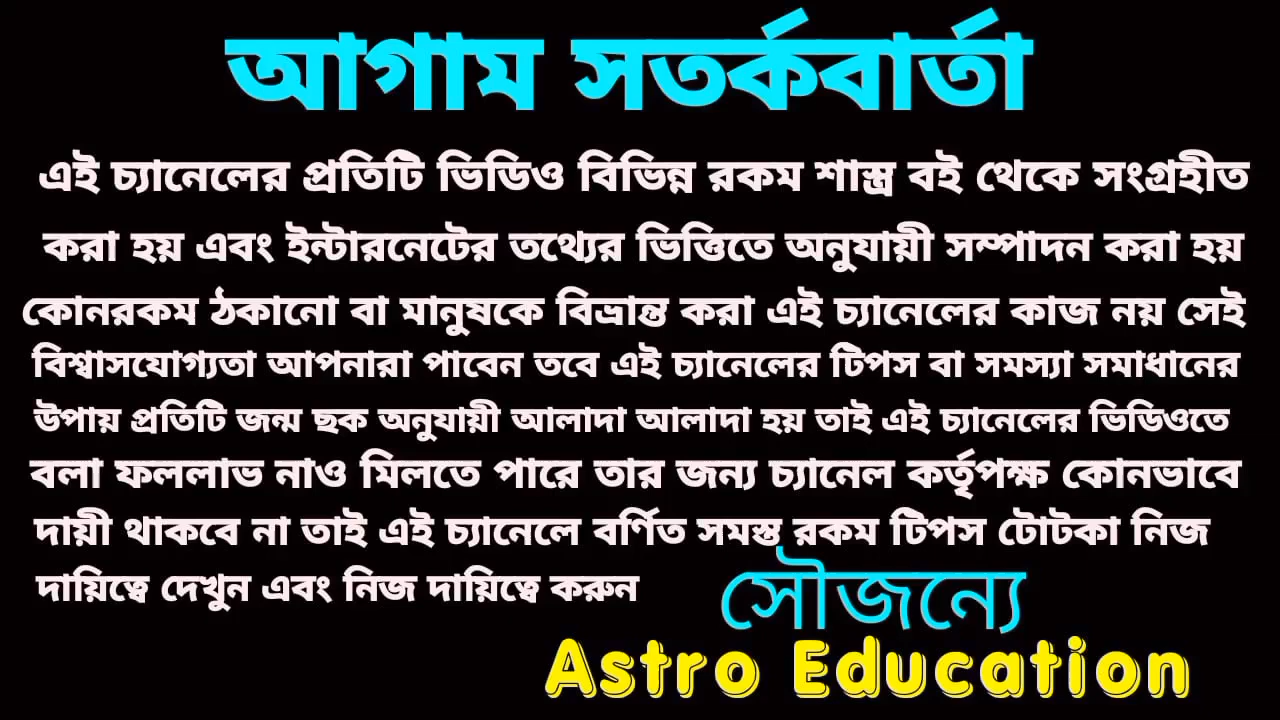 আগাম সতর্কবার্তা
এই চ্যানেলের প্রতিটি ভিডিও বিভিন্ন রকম শাস্ত্র বই থেকে সংগ্রহীত
করা হয় এবং ইন্টারনেটের তথ্যের ভিত্তিতে অনুযায়ী সম্পাদন করা হয়
কোনরকম ঠকানো বা মানুষকে বিভ্রান্ত করা এই চ্যানেলের কাজ নয় সেই
বিশ্বাসযোগ্যতা আপনারা পাবেন তবে এই চ্যানেলের টিপস বা সমস্যা সমাধানের
উপায় প্রতিটি জন্ম ছক অনুযায়ী আলাদা আলাদা হয় তাই এই চ্যানেলের ভিডিওতে
বলা ফললাভ নাও মিলতে পারে তার জন্য চ্যানেল কর্তৃপক্ষ কোনভাবে
দায়ী থাকবে না তাই এই চ্যানেলে বর্ণিত সমস্ত রকম টিপস টোটকা নিজ
দায়িত্বে দেখুন এবং নিজ দায়িত্বে করুন
সৌজন্যে
Astro Education